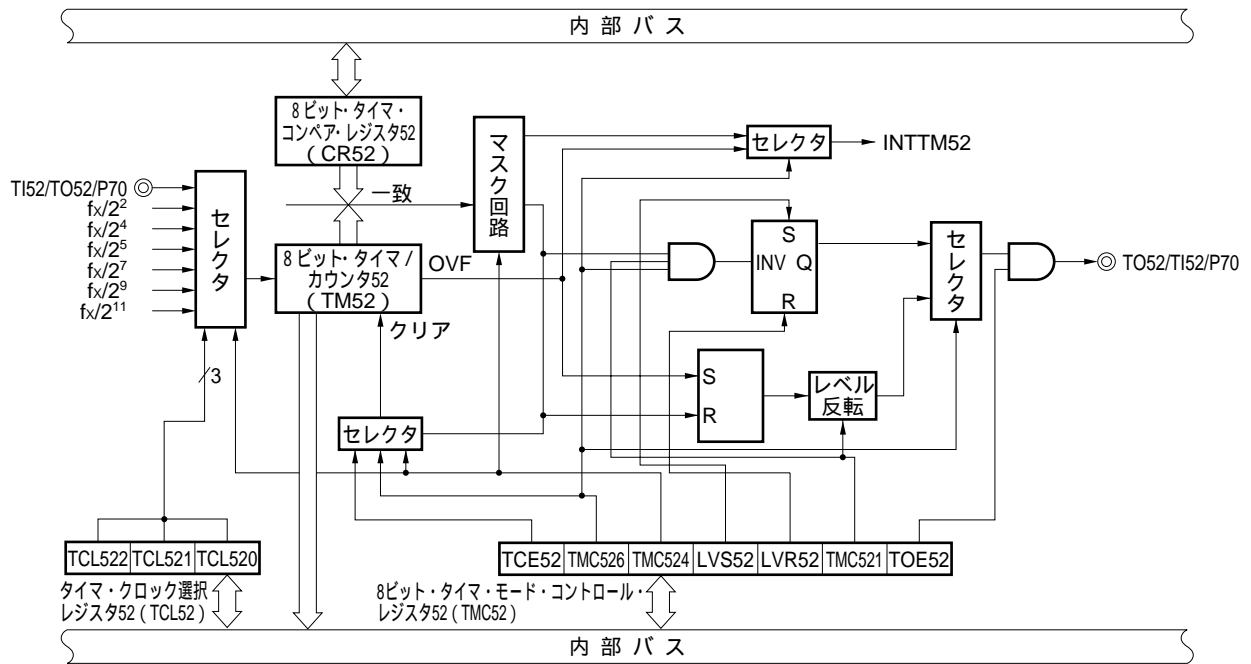 内部バス
8ビット・タイマ・
コンペア・レジスタ52
(CR52)
マスク回路
セレクタ
INTTM52
TI52/TO52/P70
fx/2²
fx/2⁴
fx/2⁵
fx/2⁷
fx/2⁹
fx/2¹¹
セレクタ
一致
8ビット・タイマ/
カウンタ52
(TM52)
OVF
クリア
S
INV Q
R
セレクタ
TO52/TI52/P70
3
S
R
レベル
反転
セレクタ
TCL522 TCL521 TCL520
タイマ・クロック選択
レジスタ52(TCL52)
TCE52 TMC526 TMC524 LVS52 LVR52 TMC521 TOE52
8ビット・タイマ・モード・コントロール・
レジスタ52(TMC52)
内部バス